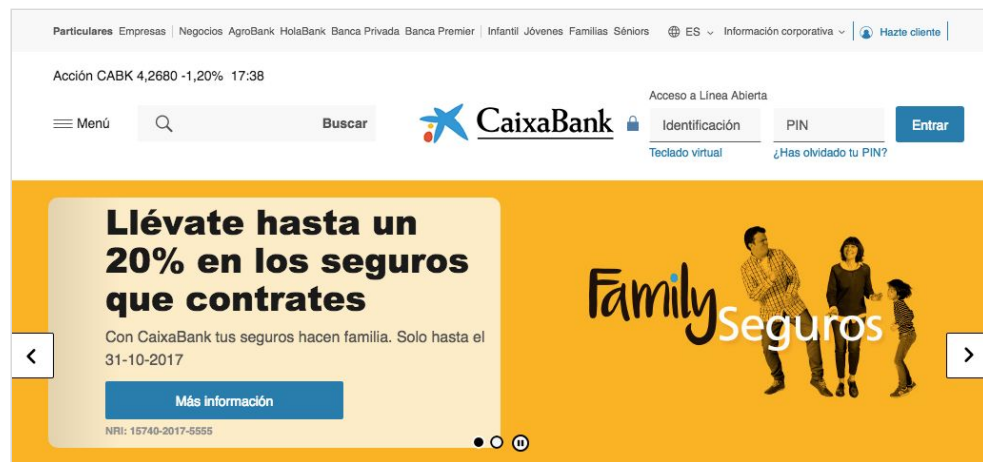 Particulares Empresas | Negocios AgroBank HolaBank Banca Privada Banca Premier | Infantil Jóvenes Familias Séniors ES Información corporativa | Hazte cliente
Acción CABK 4,2680 -1,20% 17:38
Acceso a Línea Abierta
Menú Buscar CaixaBank Identificación PIN Entrar
Teclado virtual ¿Has olvidado tu PIN?
Llévate hasta un
20% en los seguros
que contrates
Con CaixaBank tus seguros hacen familia. Solo hasta el
31-10-2017
Más información
NRI: 15740-2017-5555
Family
Seguros